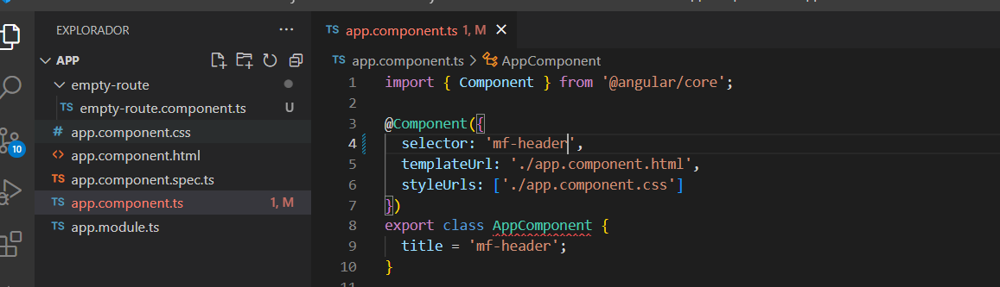 EXPLORADOR
···
APP
empty-route
TS empty-route.component.ts U
# app.component.css
<> app.component.html
TS app.component.spec.ts
TS app.component.ts 1, M
TS app.module.ts
10
TS app.component.ts 1, M ×
TS app.component.ts > AppComponent
1 import { Component } from '@angular/core';
2
3 @Component({
4 selector: 'mf-header',
5 templateUrl: './app.component.html',
6 styleUrls: ['./app.component.css']
7 })
8 export class AppComponent {
9 title = 'mf-header';
10 }
11